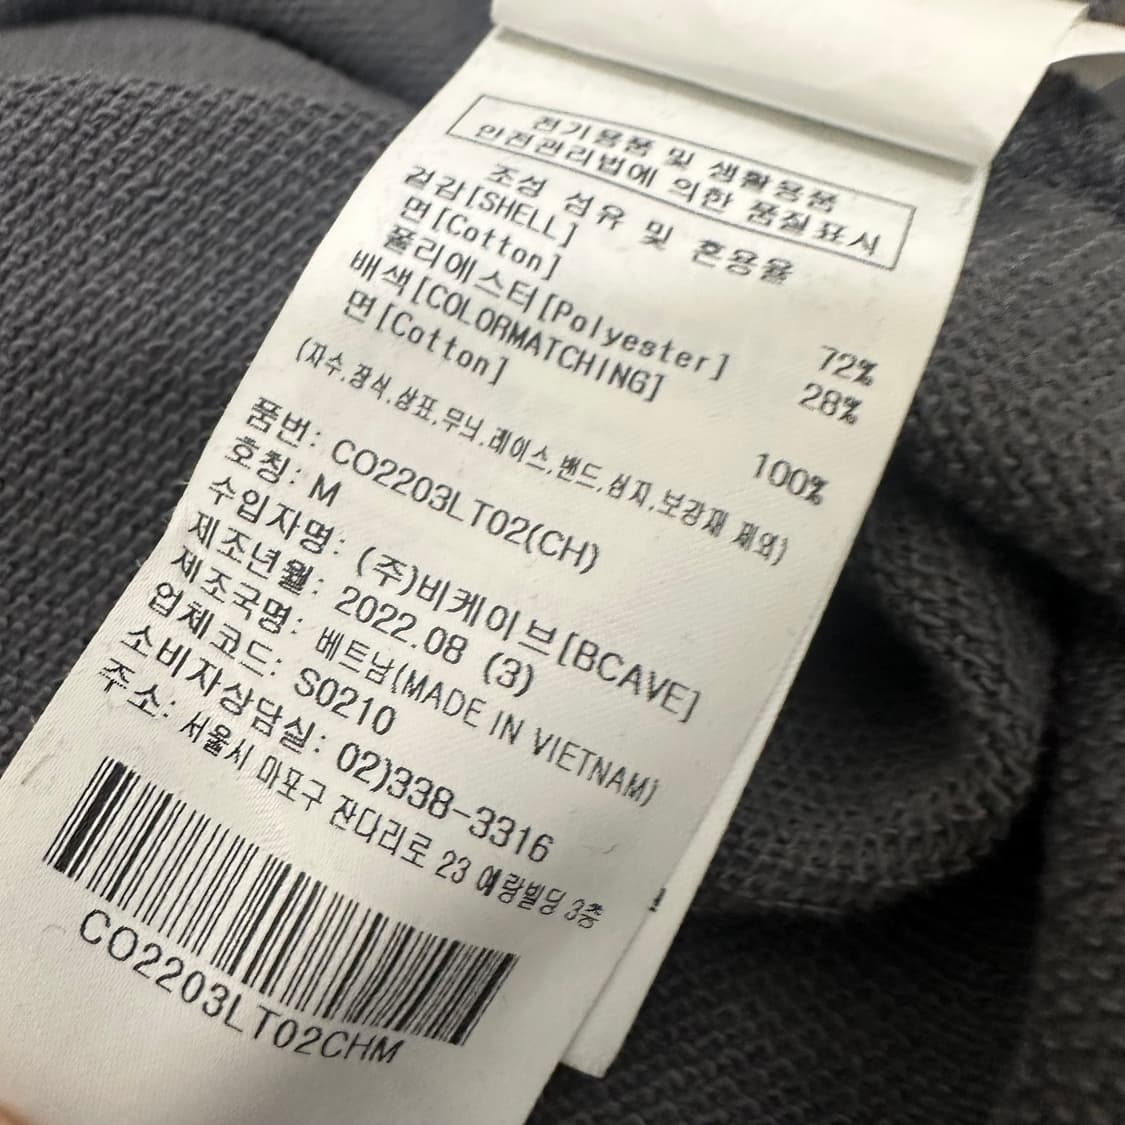 전기용품 및 생활용품
안전관리법에 의한 품질표시
조성 섬유 및 혼용율
겉감[SHELL]
면[Cotton] 72%
폴리에스터[Polyester] 28%
배색[COLORMATCHING]
면[Cotton] 100%
(자수,장식,상표,무늬,레이스,밴드,심지,보강재 제외)
품번: CO2203LT02(CH)
호칭: M
수입자명: (주)비케이브[BCAVE]
제조년월: 2022.08 (3)
제조국명: 베트남(MADE IN VIETNAM)
업체코드: S0210
소비자상담실: 02)338-3316
주소: 서울시 마포구 잔다리로 23 예랑빌딩 3층
CO2203LT02CHM